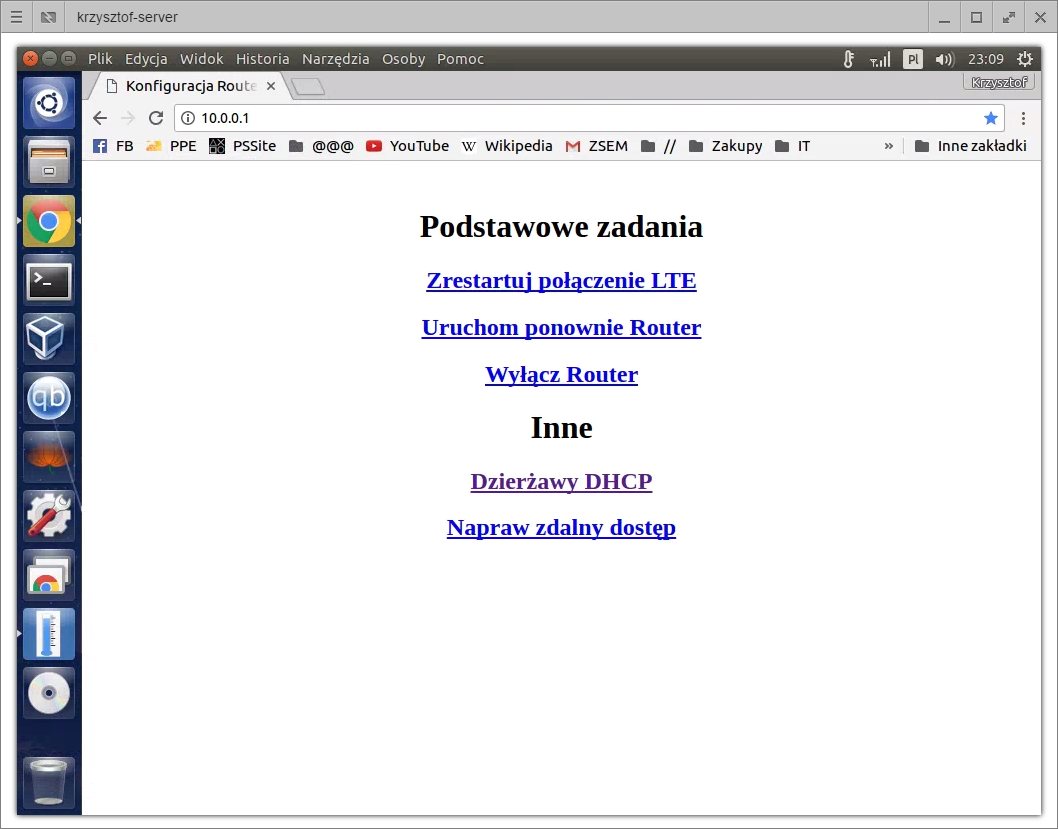 krzysztof-server
Plik Edycja Widok Historia Narzędzia Osoby Pomoc Pl 23:09
Konfiguracja Route Krzysztof
10.0.0.1
FB PPE PSSite @@@ YouTube W Wikipedia ZSEM // Zakupy IT » Inne zakładki
Podstawowe zadania
Zrestartuj połączenie LTE
Uruchom ponownie Router
Wyłącz Router
Inne
Dzierżawy DHCP
Napraw zdalny dostęp
qb